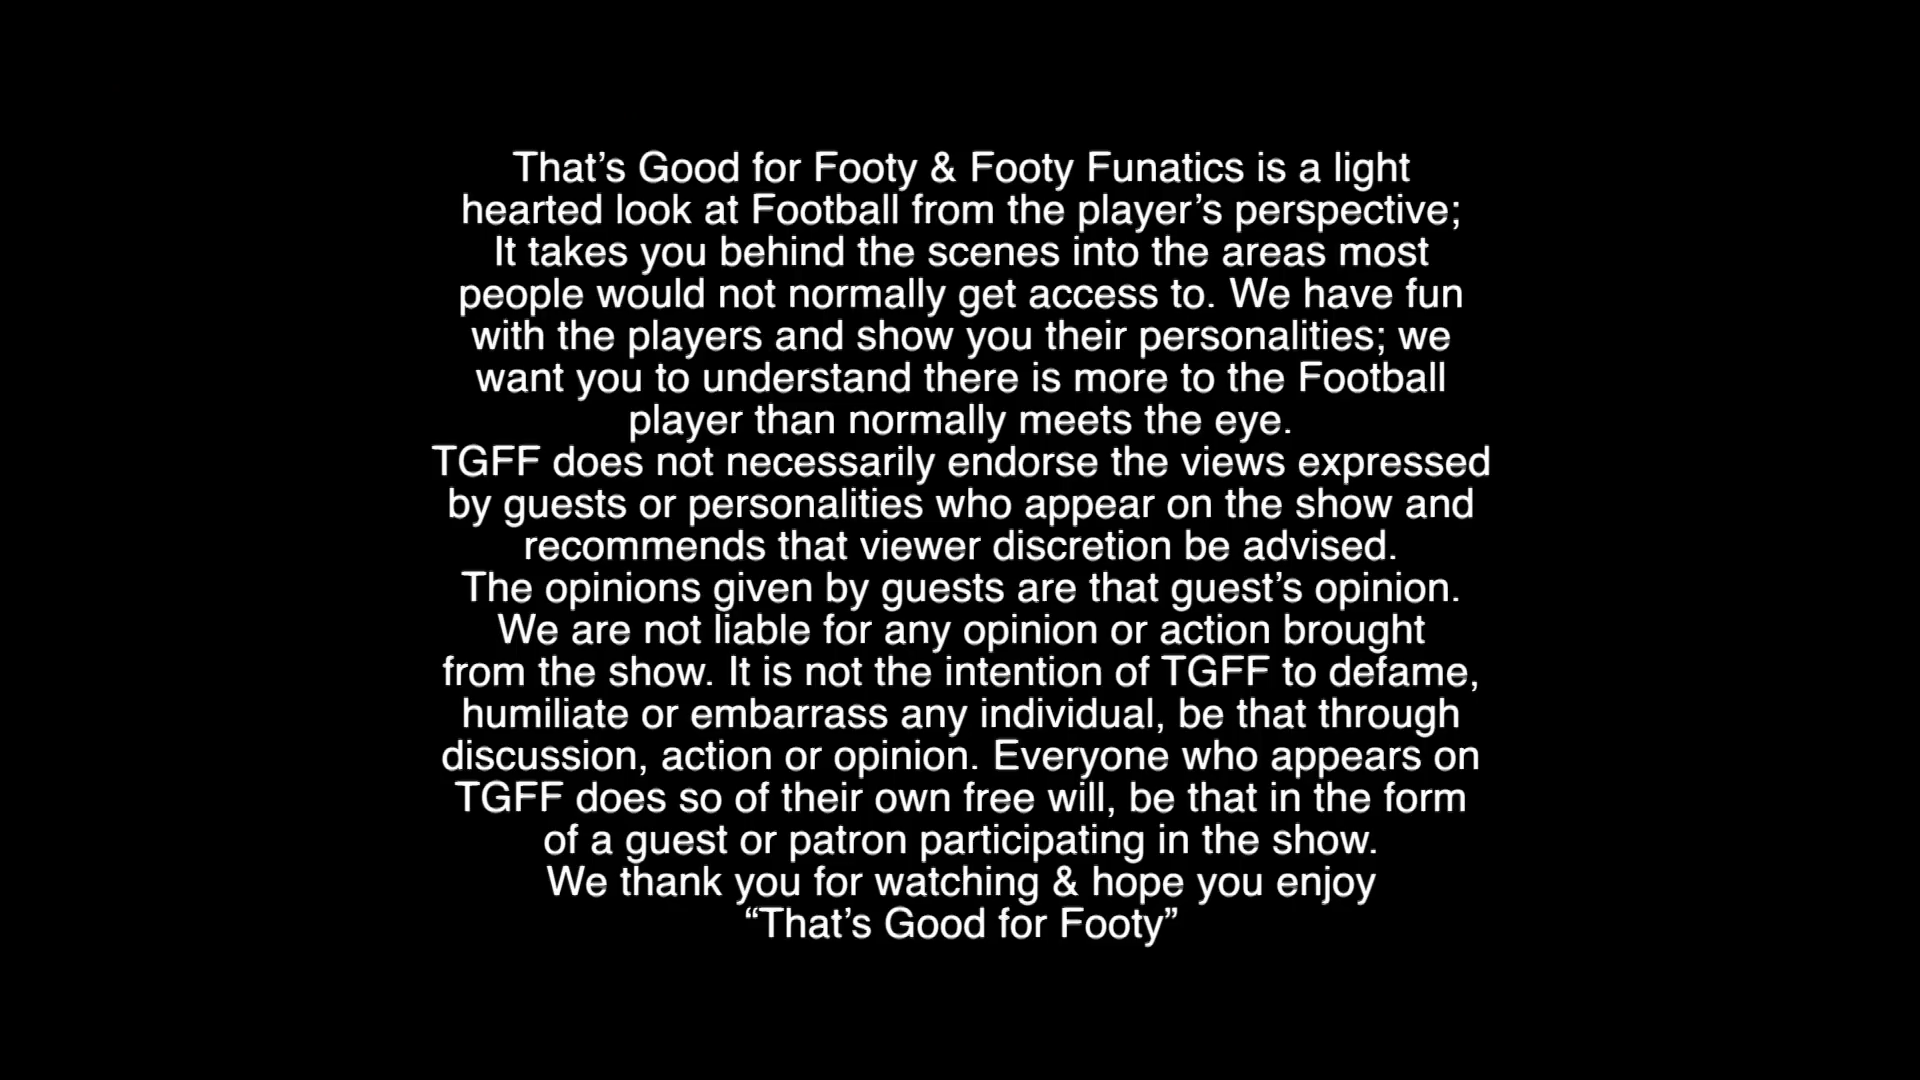 That’s Good for Footy & Footy Funatics is a light
hearted look at Football from the player’s perspective;
It takes you behind the scenes into the areas most
people would not normally get access to. We have fun
with the players and show you their personalities; we
want you to understand there is more to the Football
player than normally meets the eye.
TGFF does not necessarily endorse the views expressed
by guests or personalities who appear on the show and
recommends that viewer discretion be advised.
The opinions given by guests are that guest’s opinion.
We are not liable for any opinion or action brought
from the show. It is not the intention of TGFF to defame,
humiliate or embarrass any individual, be that through
discussion, action or opinion. Everyone who appears on
TGFF does so of their own free will, be that in the form
of a guest or patron participating in the show.
We thank you for watching & hope you enjoy
“That’s Good for Footy”